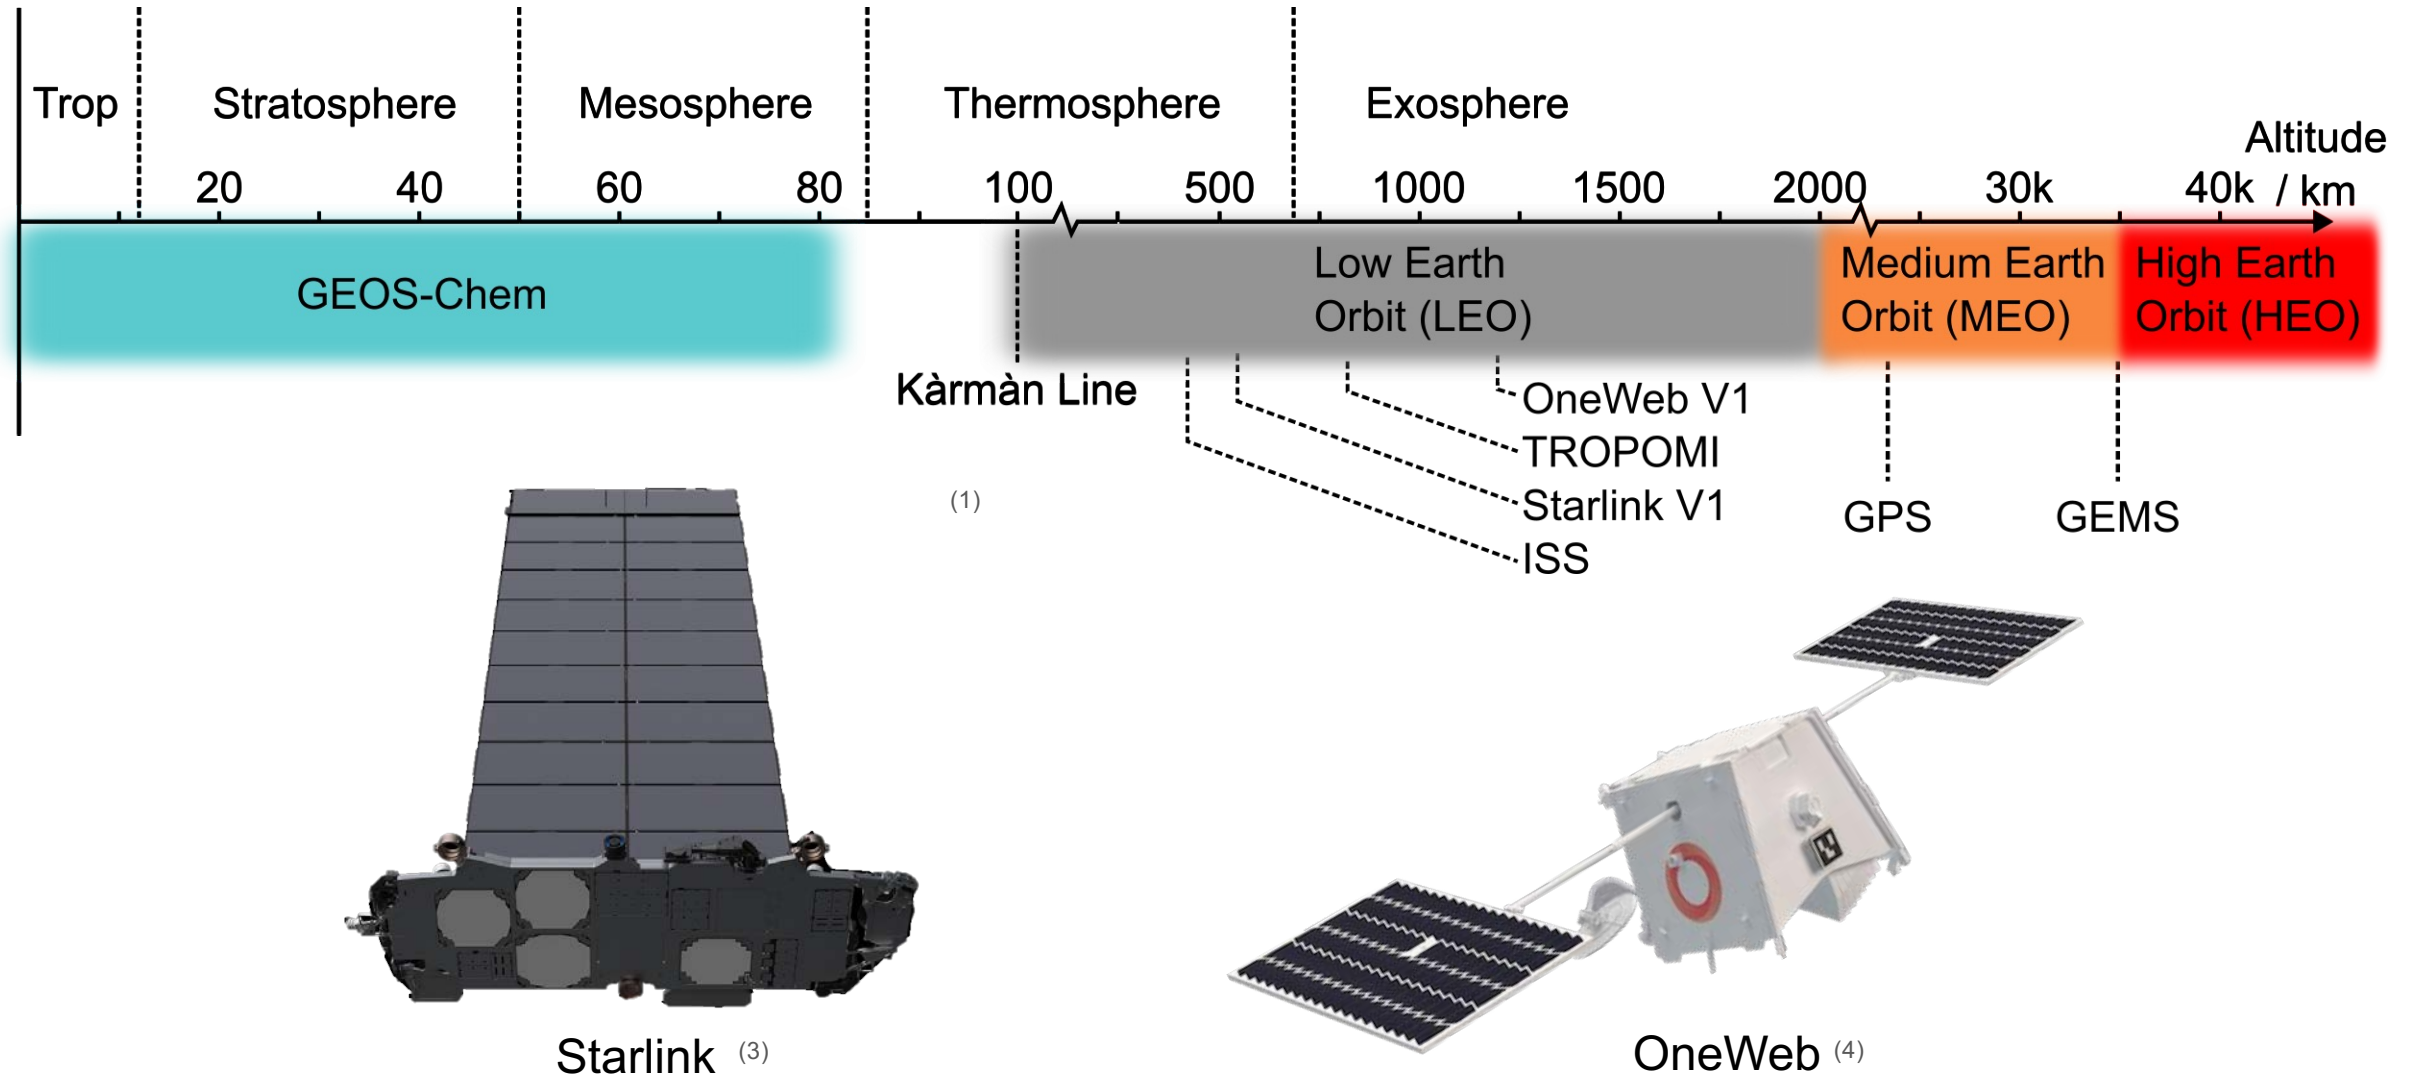 Trop
Stratosphere
Mesosphere
Thermosphere
Exosphere
Altitude
/ km
20
40
60
80
100
500
1000
1500
2000
30k
40k
GEOS-Chem
Low Earth
Orbit (LEO)
Medium Earth
Orbit (MEO)
High Earth
Orbit (HEO)
Kàrmàn Line
OneWeb V1
TROPOMI
Starlink V1
ISS
GPS
GEMS
(1)
Starlink (3)
OneWeb (4)